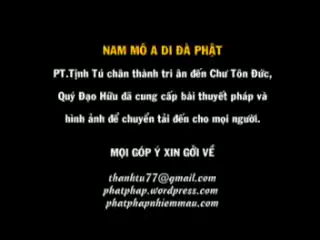 NAM MÔ A DI ĐÀ PHẬT
PT.Tịnh Tú chân thành tri ân đến Chư Tôn Đức,
Quý Đạo Hữu đã cung cấp bài thuyết pháp và
hình ảnh để chuyển tải đến cho mọi người.
MỌI GÓP Ý XIN GỞI VỀ
thanhtu77@gmail.com
phatphap.wordpress.com
phatphapnhiemmau.com